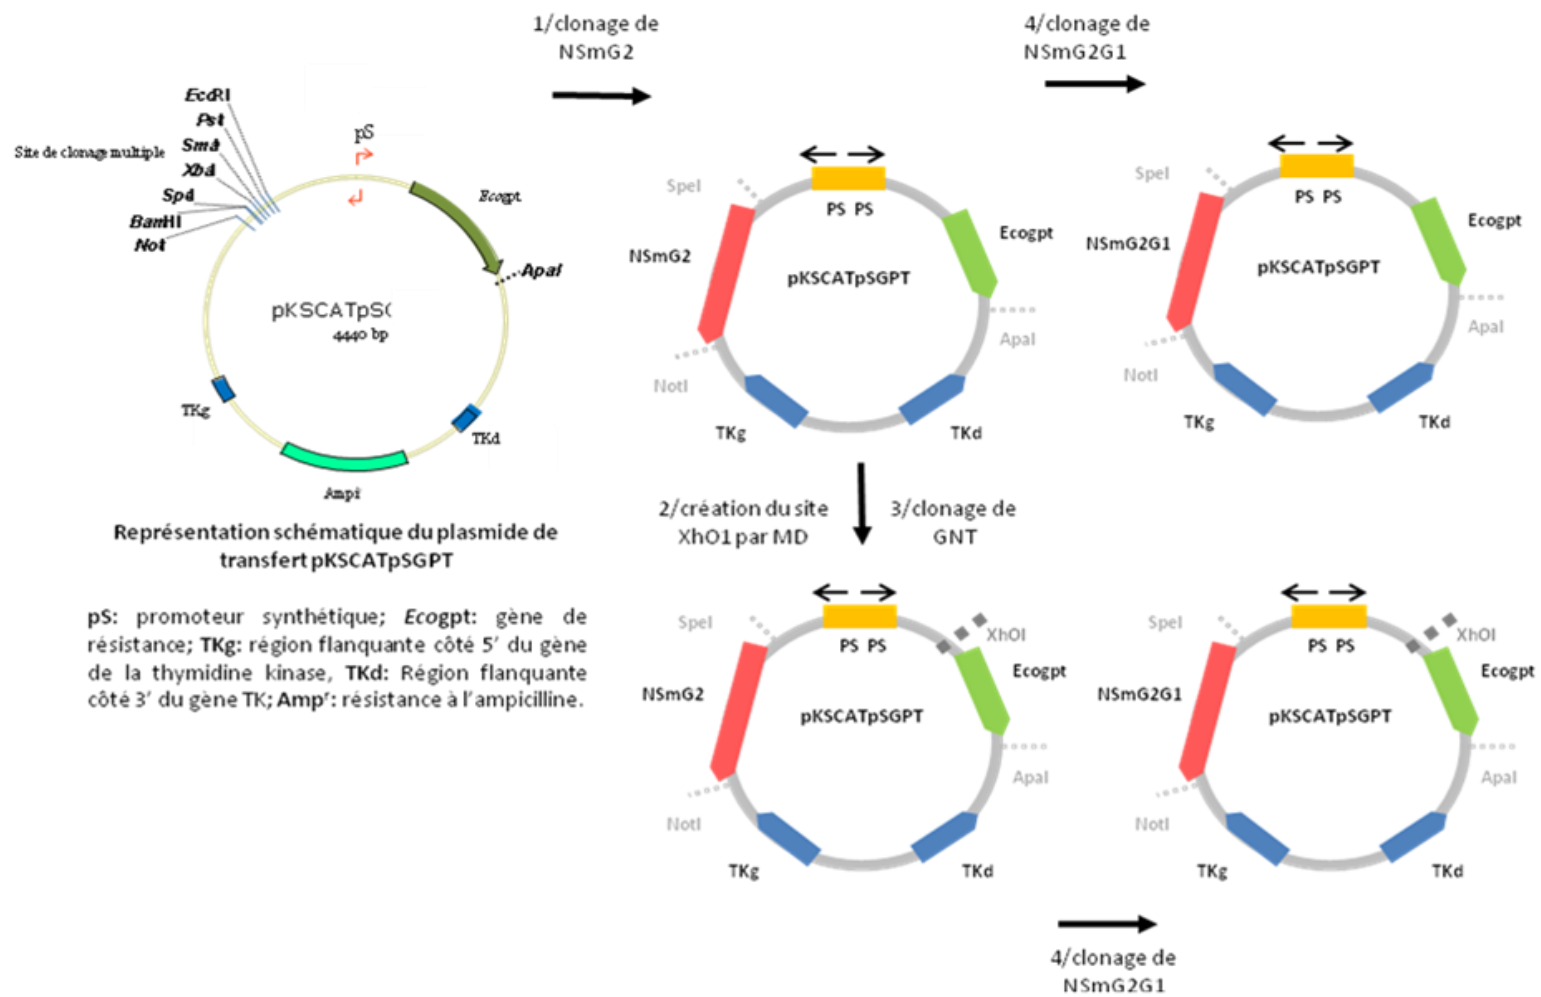 1/clonage de
NSmG2
4/clonage de
NSmG2G1
EcoRI
PstI
SmaI
XbaI
SpeI
BamHI
NotI
Site de clonage multiple
pS
Ecogpt
ApaI
pKSCATpS(
4440 bp
TKg
TKd
Ampr
Représentation schématique du plasmide de
transfert pKSCATpSGPT
pS: promoteur synthétique; Ecogpt: gène de
résistance; TKg: région flanquante côté 5' du gène
de la thymidine kinase, TKd: Région flanquante
côté 3' du gène TK; Ampʳ: résistance à l'ampicilline.
SpeI
PS PS
NSmG2
Ecogpt
pKSCATpSGPT
ApaI
NotI
TKg
TKd
SpeI
PS PS
NSmG2G1
Ecogpt
pKSCATpSGPT
ApaI
NotI
TKg
TKd
2/création du site
XhO1 par MD
3/clonage de
GNT
SpeI
XhOI
PS PS
Ecogpt
NSmG2
pKSCATpSGPT
ApaI
NotI
TKg
TKd
SpeI
XhOI
PS PS
Ecogpt
NSmG2G1
pKSCATpSGPT
ApaI
NotI
TKg
TKd
4/clonage de
NSmG2G1